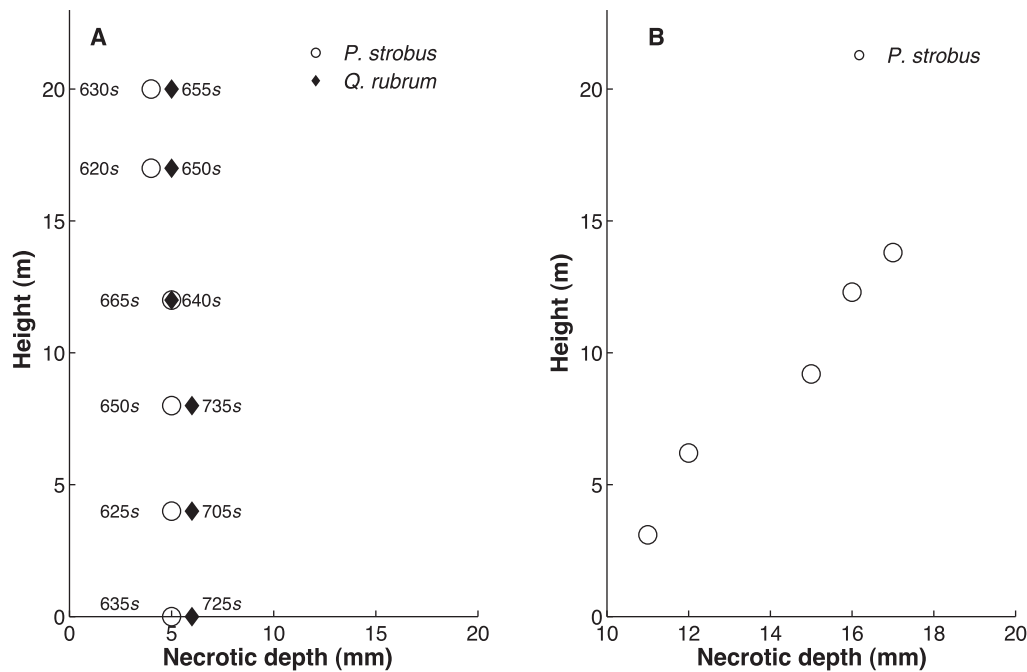 A
P. strobus
Q. rubrum
20
630s
655s
620s
650s
15
665s
640s
10
650s
735s
5
625s
705s
635s
725s
0
0
5
10
15
20
Necrotic depth (mm)
Height (m)
B
P. strobus
20
15
10
5
0
10
12
14
16
18
20
Necrotic depth (mm)
Height (m)